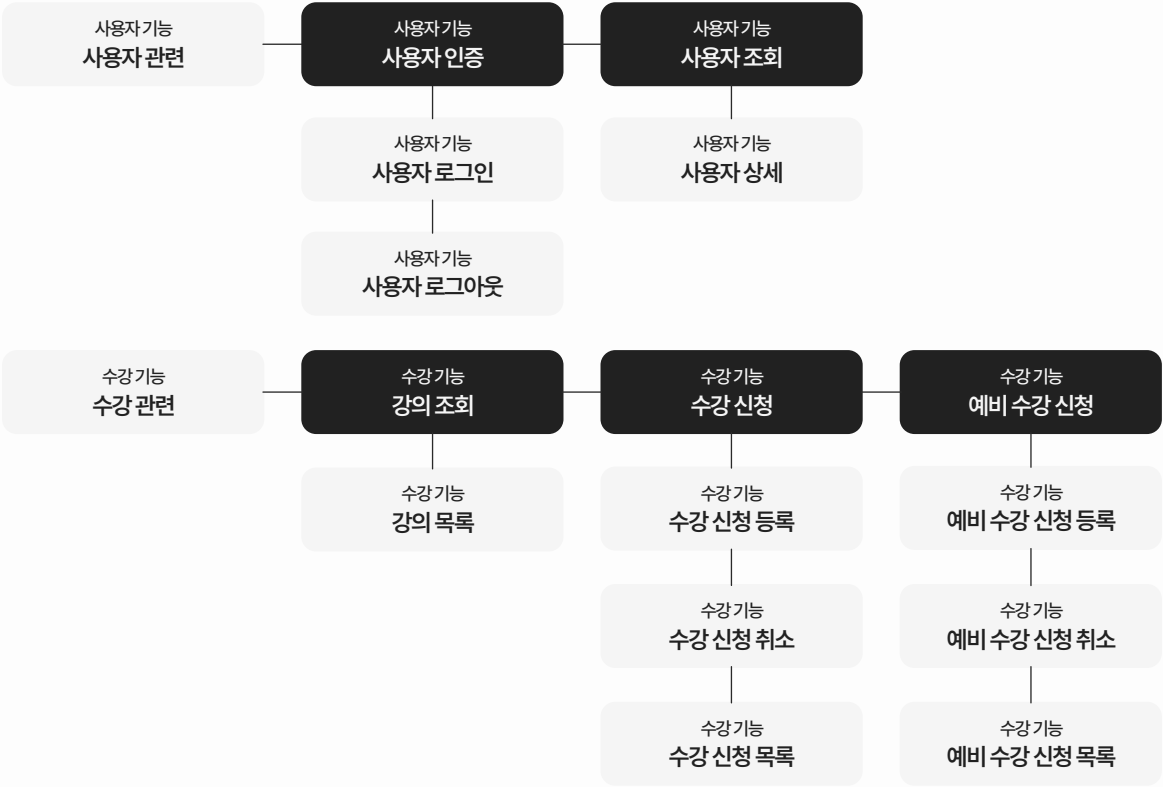 사용자 기능
사용자 관련
사용자 기능
사용자 인증
사용자 기능
사용자 조회
사용자 기능
사용자 로그인
사용자 기능
사용자 상세
사용자 기능
사용자 로그아웃
수강 기능
수강 관련
수강 기능
강의 조회
수강 기능
수강 신청
수강 기능
예비 수강 신청
수강 기능
강의 목록
수강 기능
수강 신청 등록
수강 기능
예비 수강 신청 등록
수강 기능
수강 신청 취소
수강 기능
예비 수강 신청 취소
수강 기능
수강 신청 목록
수강 기능
예비 수강 신청 목록